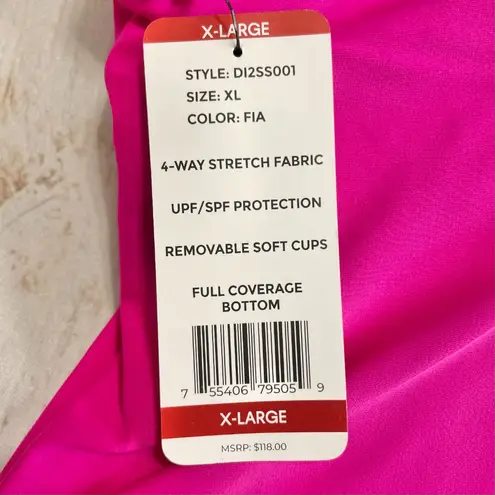 X-LARGE
STYLE: DI2SS001
SIZE: XL
COLOR: FIA
4-WAY STRETCH FABRIC
UPF/SPF PROTECTION
REMOVABLE SOFT CUPS
FULL COVERAGE
BOTTOM
7 55406 79505 9
X-LARGE
MSRP: $118.00